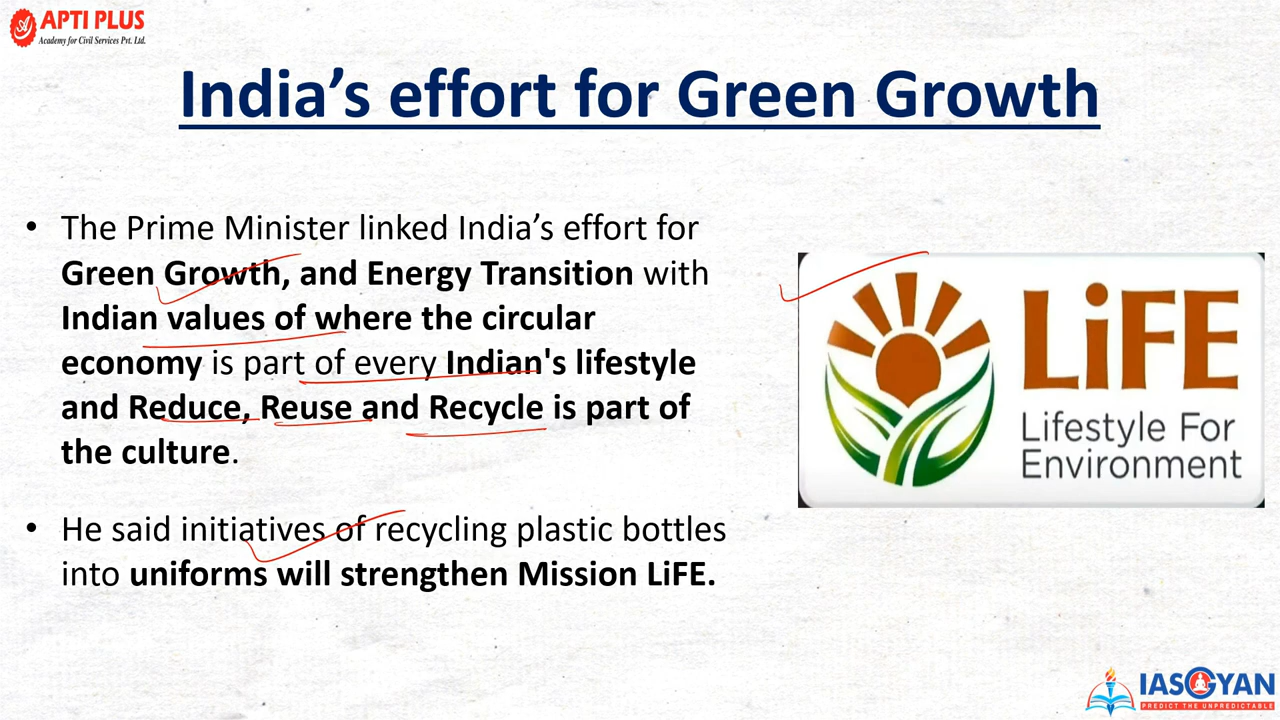 APTI PLUS
Academy for Civil Services Pvt. Ltd.
India's effort for Green Growth
• The Prime Minister linked India's effort for
Green Growth, and Energy Transition with
Indian values of where the circular
economy is part of every Indian's lifestyle
and Reduce, Reuse and Recycle is part of
the culture.
• He said initiatives of recycling plastic bottles
into uniforms will strengthen Mission LiFE.
LiFE
Lifestyle For
Environment
IASGYAN
PREDICT THE UNPREDICTABLE